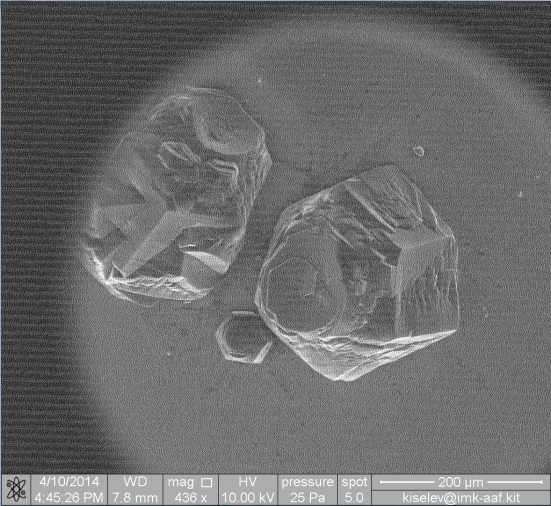 4/10/2014 WD mag HV pressure spot 200 µm
4:45:26 PM 7.8 mm 436 x 10.00 kV 25 Pa 5.0 kiselev@imk-aaf.kit